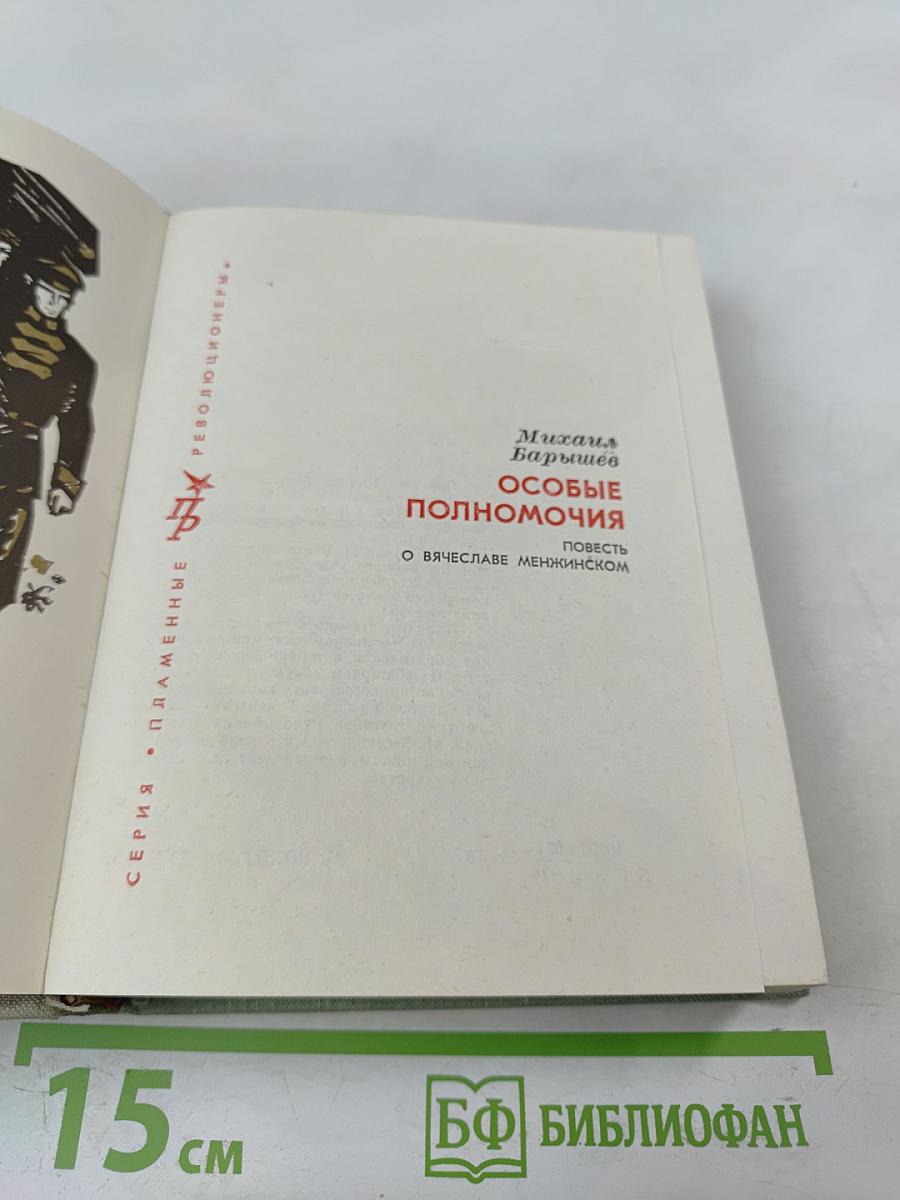 СЕРИЯ • ПЛАМЕННЫЕ ПР РЕВОЛЮЦИОНЕРЫ •
Михаил
Барышев
ОСОБЫЕ
ПОЛНОМОЧИЯ
ПОВЕСТЬ
О ВЯЧЕСЛАВЕ МЕНЖИНСКОМ
15 см
БФ БИБЛИОФАН